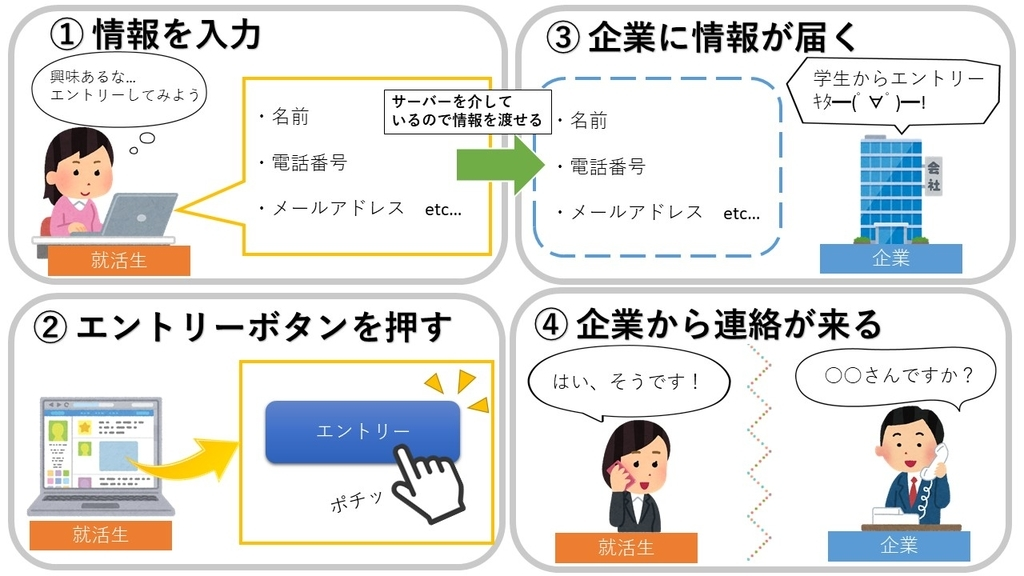 ① 情報を入力
興味あるな...
エントリーしてみよう
・名前
・電話番号
・メールアドレス etc...
就活生
サーバーを介して
いるので情報を渡せる
② エントリーボタンを押す
エントリー
ポチッ
就活生
③ 企業に情報が届く
・名前
・電話番号
・メールアドレス etc...
学生からエントリー
ｷﾀ━(ﾟ∀ﾟ)━!
会社
企業
④ 企業から連絡が来る
はい、そうです！
〇〇さんですか？
就活生
企業